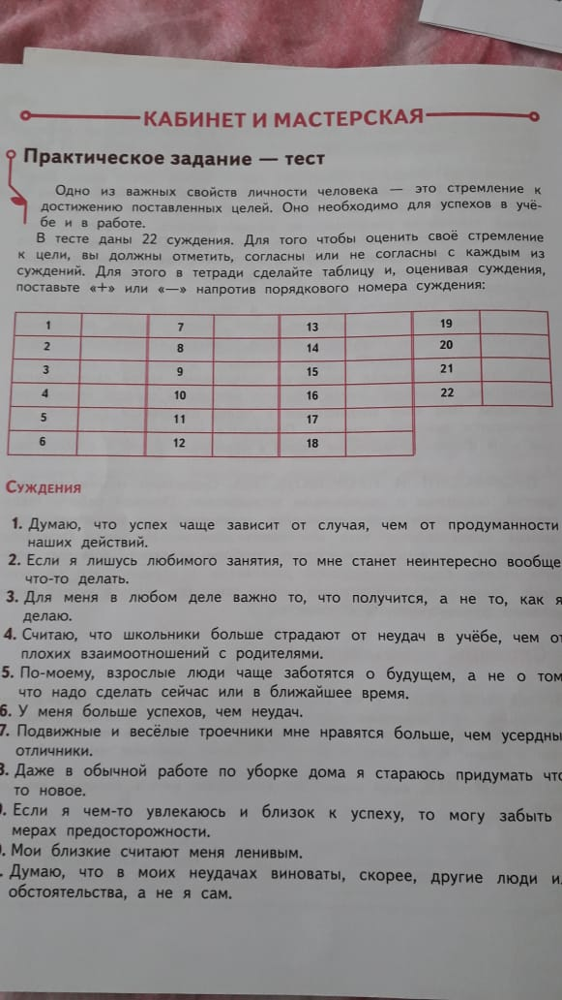 КАБИНЕТ И МАСТЕРСКАЯ
Практическое задание — тест
Одно из важных свойств личности человека — это стремление к
достижению поставленных целей. Оно необходимо для успехов в учё-
бе и в работе.
В тесте даны 22 суждения. Для того чтобы оценить своё стремление
к цели, вы должны отметить, согласны или не согласны с каждым из
суждений. Для этого в тетради сделайте таблицу и, оценивая суждения,
поставьте «+» или «—» напротив порядкового номера суждения:
1 7 13 19
2 8 14 20
3 9 15 21
4 10 16 22
5 11 17
6 12 18
Суждения
1. Думаю, что успех чаще зависит от случая, чем от продуманности
наших действий.
2. Если я лишусь любимого занятия, то мне станет неинтересно вообще
что-то делать.
3. Для меня в любом деле важно то, что получится, а не то, как я
делаю.
4. Считаю, что школьники больше страдают от неудач в учёбе, чем от
плохих взаимоотношений с родителями.
5. По-моему, взрослые люди чаще заботятся о будущем, а не о том
что надо сделать сейчас или в ближайшее время.
6. У меня больше успехов, чем неудач.
7. Подвижные и весёлые троечники мне нравятся больше, чем усердны
отличники.
8. Даже в обычной работе по уборке дома я стараюсь придумать что
то новое.
. Если я чем-то увлекаюсь и близок к успеху, то могу забыть
мерах предосторожности.
. Мои близкие считают меня ленивым.
. Думаю, что в моих неудачах виноваты, скорее, другие люди и
обстоятельства, а не я сам.